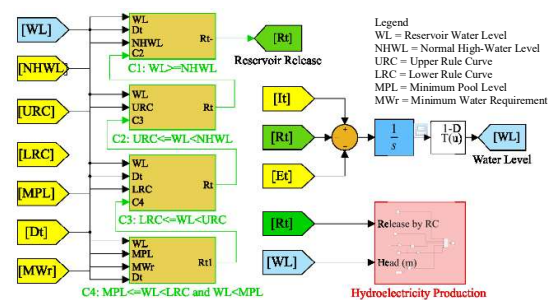 [WL]
[NHWL]
[URC]
[LRC]
[MPL]
[Dt]
[MWr]
WL
Dt
NHWL
C2
Rt
C1: WL>=NHWL
WL
URC
C3
Rt
C2: URC<=WL<NHWL
WL
Dt
LRC
C4
Rt
C3: LRC<=WL<URC
WL
MPL
MWr
Dt
Rt1
C4: MPL<=WL<LRC and WL<MPL
[Rt]
Reservoir Release
[It]
[Rt]
[Et]
1
s
1-D
T(u)
[WL]
Water Level
[Rt]
[WL]
Release by RC
Head (m)
Hydroelectricity Production
Legend
WL = Reservoir Water Level
NHWL = Normal High-Water Level
URC = Upper Rule Curve
LRC = Lower Rule Curve
MPL = Minimum Pool Level
MWr = Minimum Water Requirement